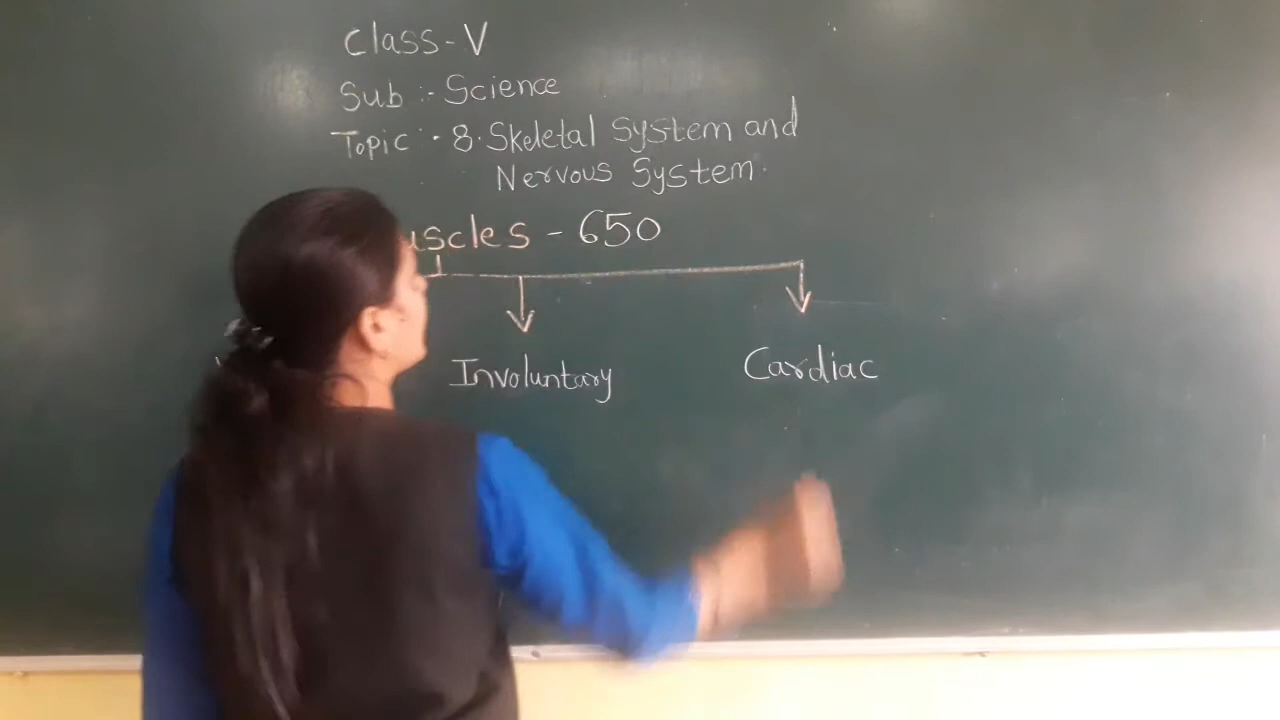 Class-V
Sub :- Science
Topic :- 8. Skeletal System and
Nervous System.
uscles - 650
Involuntary Cardiac